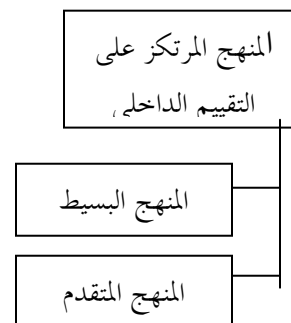 المنهج المرتكز على
التقييم الداخلي
المنهج البسيط
المنهج المتقدم